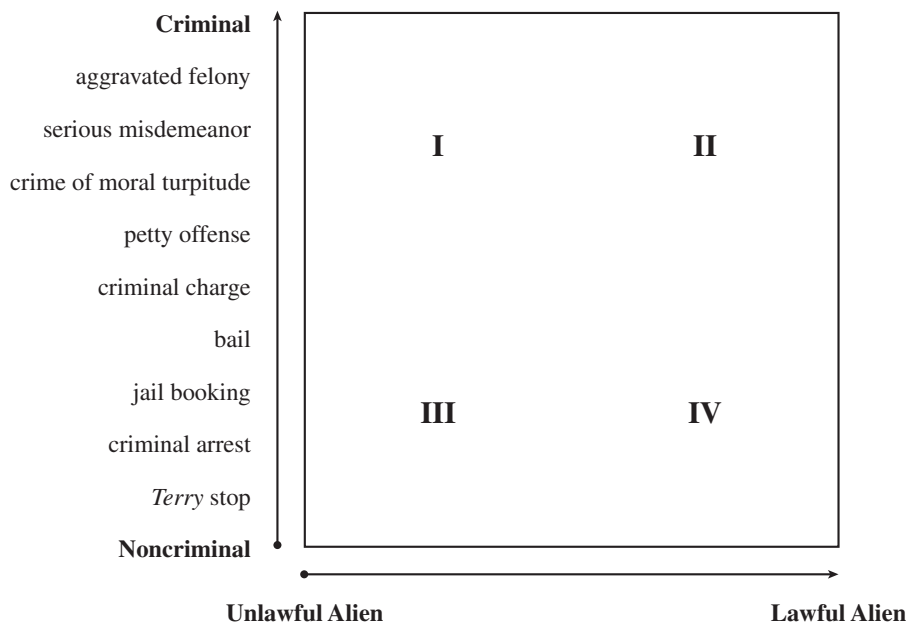 Criminal
aggravated felony
serious misdemeanor
I
II
crime of moral turpitude
petty offense
criminal charge
bail
jail booking
III
IV
criminal arrest
Terry stop
Noncriminal
Unlawful Alien
Lawful Alien